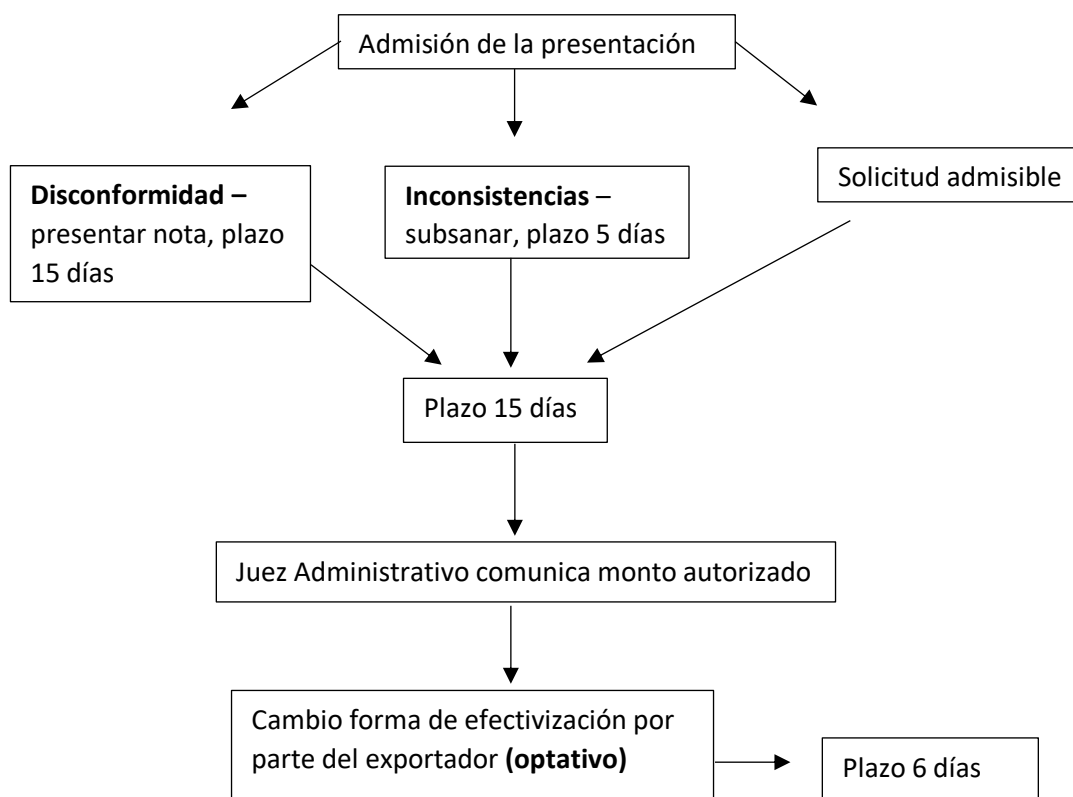 Admisión de la presentación
Disconformidad –
presentar nota, plazo
15 días
Inconsistencias –
subsanar, plazo 5 días
Solicitud admisible
Plazo 15 días
Juez Administrativo comunica monto autorizado
Cambio forma de efectivización por
parte del exportador (optativo)
Plazo 6 días